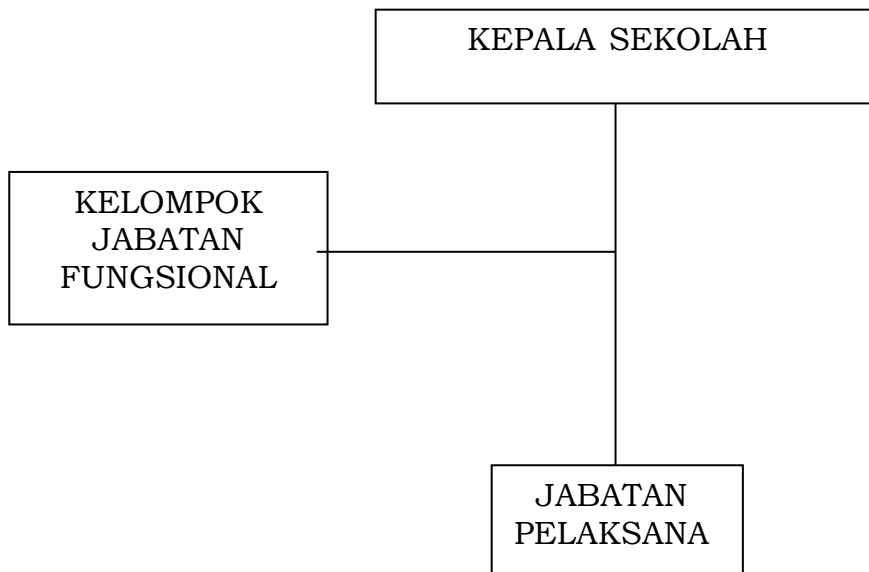 KEPALA SEKOLAH
KELOMPOK
JABATAN
FUNGSIONAL
JABATAN
PELAKSANA